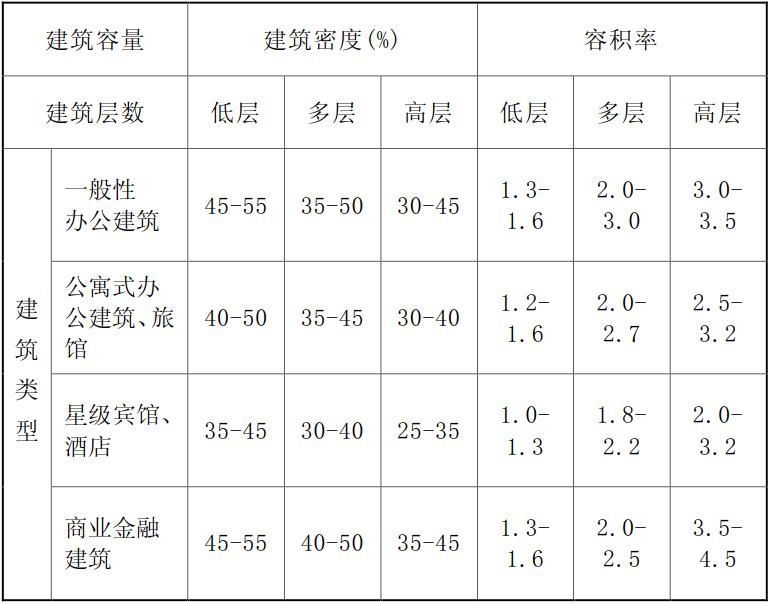 建筑容量 建筑密度(%) 容积率
建筑层数 低层 多层 高层 低层 多层 高层
建筑类型
一般性
办公建筑
45-55 35-50 30-45
1.3-
1.6
2.0-
3.0
3.0-
3.5
公寓式办
公建筑、旅
馆
40-50 35-45 30-40
1.2-
1.6
2.0-
2.7
2.5-
3.2
星级宾馆、
酒店
35-45 30-40 25-35
1.0-
1.3
1.8-
2.2
2.0-
3.2
商业金融
建筑
45-55 40-50 35-45
1.3-
1.6
2.0-
2.5
3.5-
4.5